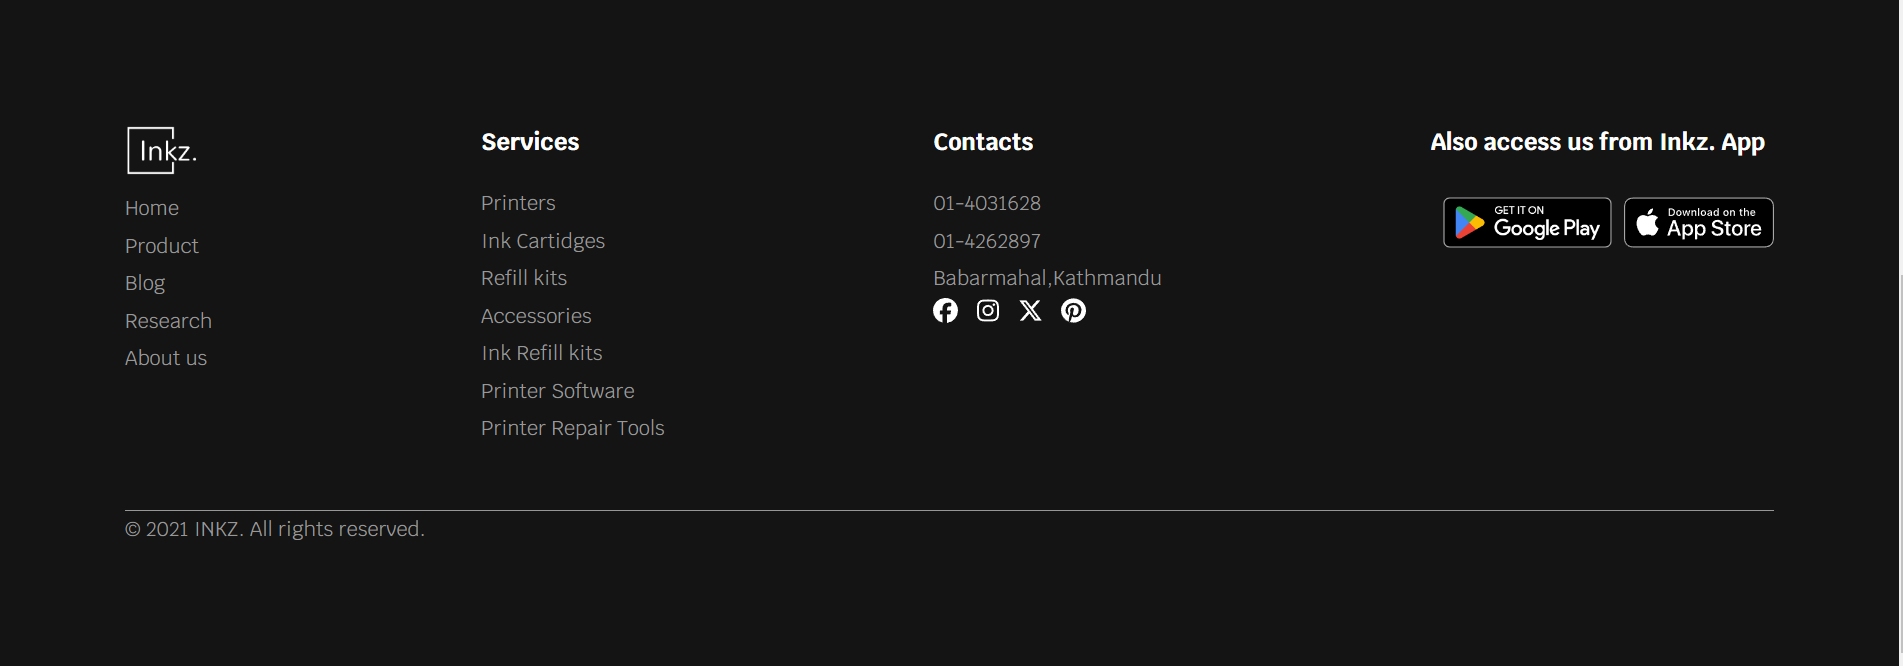 Inkz.
Home
Product
Blog
Research
About us
Services
Printers
Ink Cartidges
Refill kits
Accessories
Ink Refill kits
Printer Software
Printer Repair Tools
Contacts
01-4031628
01-4262897
Babarmahal,Kathmandu
Also access us from Inkz. App
GET IT ON
Google Play
Download on the
App Store
© 2021 INKZ. All rights reserved.